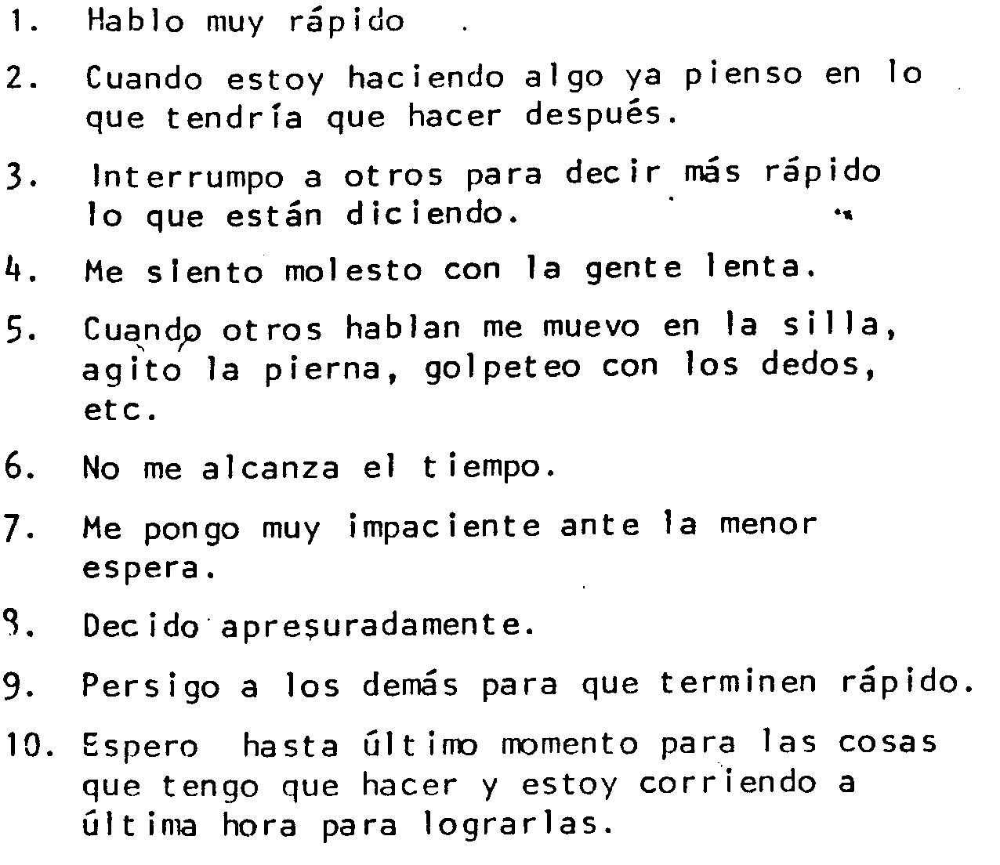 1. Hablo muy rápido
2. Cuando estoy haciendo algo ya pienso en lo
que tendría que hacer después.
3. Interrumpo a otros para decir más rápido
lo que están diciendo.
4. Me siento molesto con la gente lenta.
5. Cuando otros hablan me muevo en la silla,
agito la pierna, golpeteo con los dedos,
etc.
6. No me alcanza el tiempo.
7. Me pongo muy impaciente ante la menor
espera.
8. Decido apresuradamente.
9. Persigo a los demás para que terminen rápido.
10. Espero hasta último momento para las cosas
que tengo que hacer y estoy corriendo a
última hora para lograrlas.